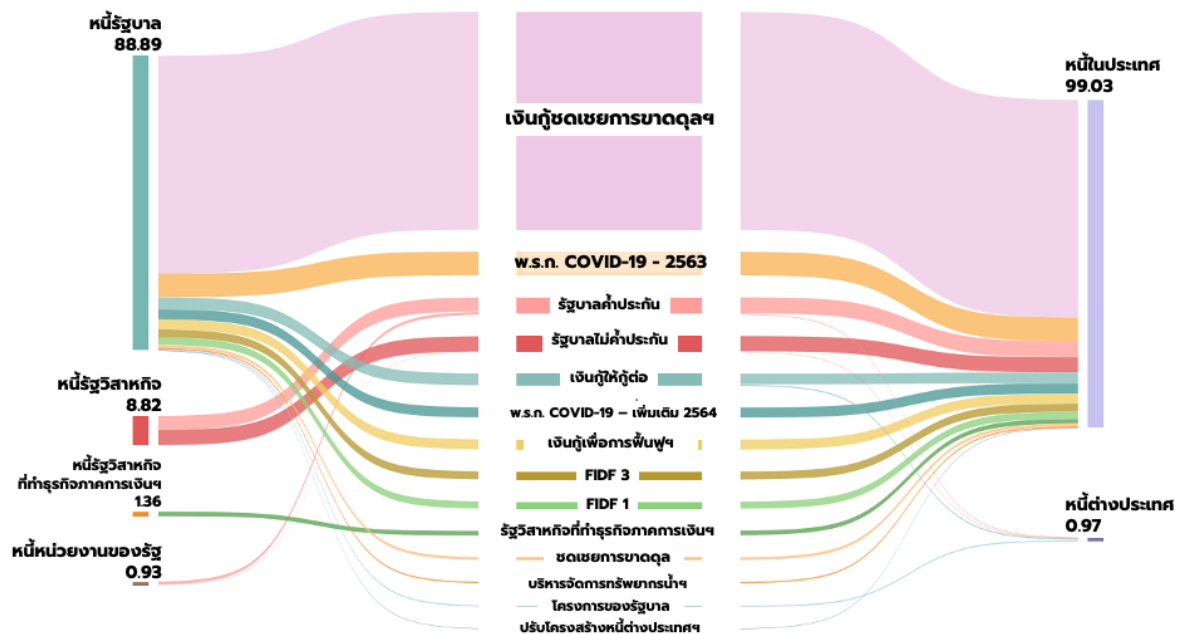 หนี้รัฐบาล
88.89
หนี้รัฐวิสาหกิจ
8.82
หนี้รัฐวิสาหกิจ
ที่ทำธุรกิจภาคการเงินฯ
1.36
หนี้หน่วยงานของรัฐ
0.93
เงินกู้ชดเชยการขาดดุลฯ
พ.ร.ก. COVID-19 - 2563
รัฐบาลค้ำประกัน
รัฐบาลไม่ค้ำประกัน
เงินกู้ให้กู้ต่อ
พ.ร.ก. COVID-19 – เพิ่มเติม 2564
เงินกู้เพื่อการฟื้นฟูฯ
FIDF 3
FIDF 1
รัฐวิสาหกิจที่ทำธุรกิจภาคการเงินฯ
ชดเชยการขาดดุล
บริหารจัดการทรัพยากรน้ำฯ
โครงการของรัฐบาล
ปรับโครงสร้างหนี้ต่างประเทศฯ
หนี้ในประเทศ
99.03
หนี้ต่างประเทศ
0.97